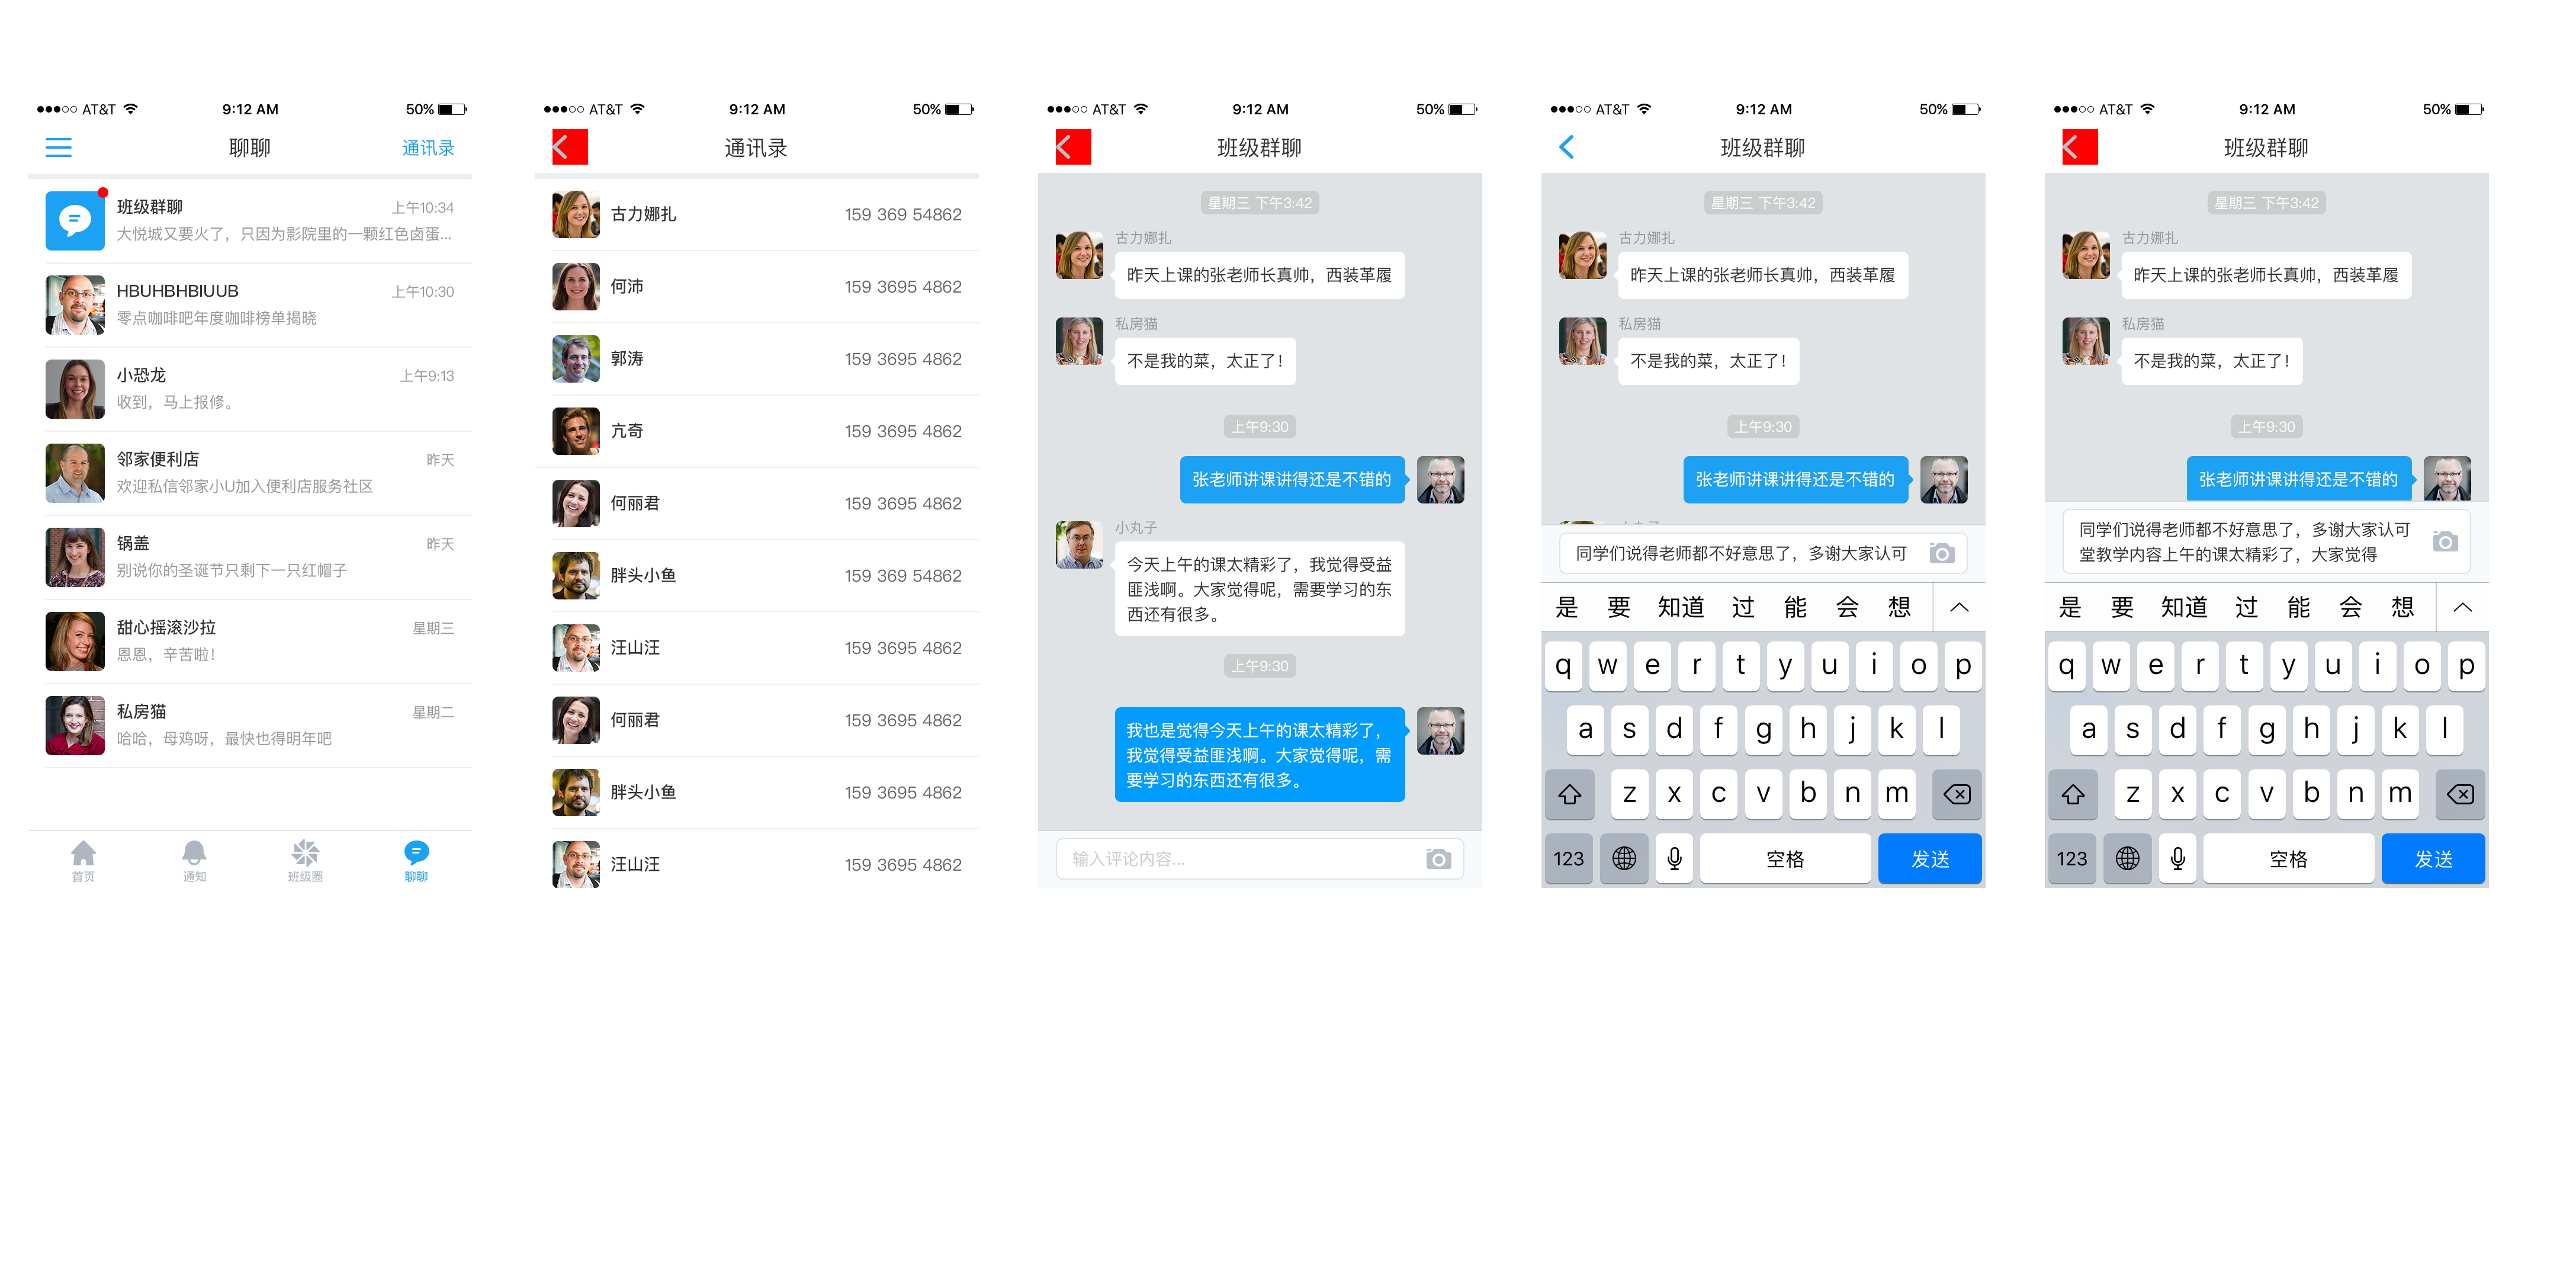 AT&T 9:12 AM 50%
聊聊 通讯录
班级群聊 上午10:34
大悦城又要火了，只因为影院里的一颗红色卤蛋...
HBUHBHBIUUB 上午10:30
零点咖啡吧年度咖啡榜单揭晓
小恐龙 上午9:13
收到，马上报修。
邻家便利店 昨天
欢迎私信邻家小U加入便利店服务社区
锅盖 昨天
别说你的圣诞节只剩下一只红帽子
甜心摇滚沙拉 星期三
恩恩，辛苦啦！
私房猫 星期二
哈哈，母鸡呀，最快也得明年吧
首页 通知 班级圈 聊聊
AT&T 9:12 AM 50%
通讯录
古力娜扎 159 369 54862
何沛 159 3695 4862
郭涛 159 3695 4862
亢奇 159 3695 4862
何丽君 159 3695 4862
胖头小鱼 159 369 54862
汪山汪 159 3695 4862
何丽君 159 3695 4862
胖头小鱼 159 3695 4862
汪山汪 159 3695 4862
AT&T 9:12 AM 50%
班级群聊
星期三 下午3:42
古力娜扎
昨天上课的张老师长真帅，西装革履
私房猫
不是我的菜，太正了！
上午9:30
张老师讲课讲得还是不错的
小丸子
今天上午的课太精彩了，我觉得受益
匪浅啊。大家觉得呢，需要学习的东
西还有很多。
上午9:30
我也是觉得今天上午的课太精彩了，
我觉得受益匪浅啊。大家觉得呢，需
要学习的东西还有很多。
输入评论内容...
AT&T 9:12 AM 50%
班级群聊
星期三 下午3:42
古力娜扎
昨天上课的张老师长真帅，西装革履
私房猫
不是我的菜，太正了！
上午9:30
张老师讲课讲得还是不错的
同学们说得老师都不好意思了，多谢大家认可
是 要 知道 过 能 会 想
q w e r t y u i o p
a s d f g h j k l
z x c v b n m
123 空格 发送
AT&T 9:12 AM 50%
班级群聊
星期三 下午3:42
古力娜扎
昨天上课的张老师长真帅，西装革履
私房猫
不是我的菜，太正了！
上午9:30
张老师讲课讲得还是不错的
同学们说得老师都不好意思了，多谢大家认可
堂教学内容上午的课太精彩了，大家觉得
是 要 知道 过 能 会 想
q w e r t y u i o p
a s d f g h j k l
z x c v b n m
123 空格 发送